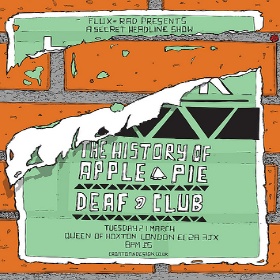 FLUX=RAD PRESENTS
A SECRET HEADLINE SHOW
THE HISTORY OF
APPLE PIE
DEAF CLUB
TUESDAY 21 MARCH
QUEEN OF HOXTON LONDON EC2A 3JX
8PM £5